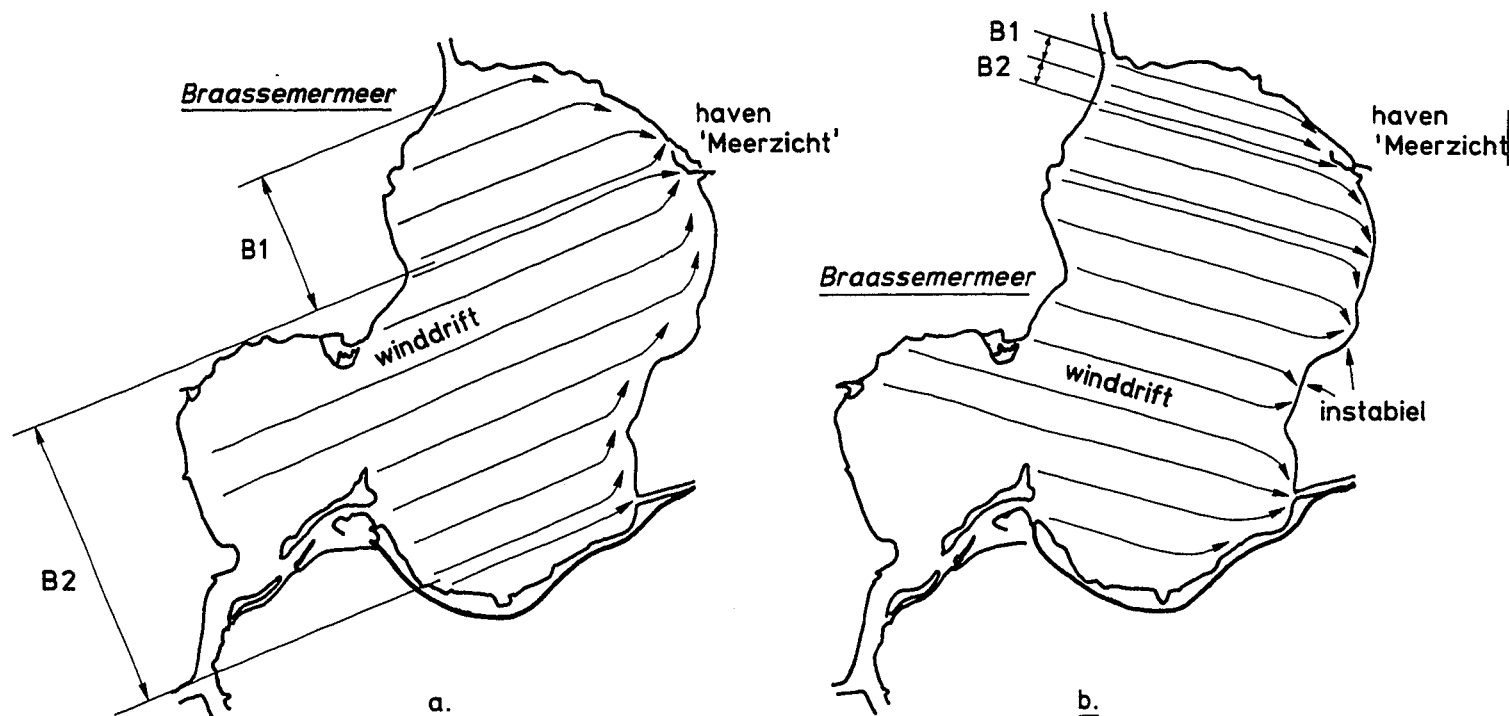 Braassemermeer
haven
'Meerzicht'
B1
winddrift
B2
a.
B1
B2
haven
'Meerzicht
Braassemermeer
winddrift
instabiel
b.